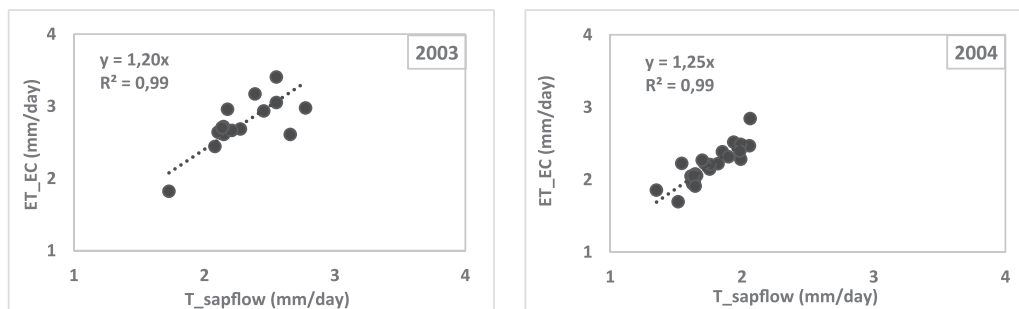 4
y = 1,20x
R² = 0,99
2003
3
2
1
ET_EC (mm/day)
1
2
3
4
T_sapflow (mm/day)
4
y = 1,25x
R² = 0,99
2004
3
2
1
ET_EC (mm/day)
1
2
3
4
T_sapflow (mm/day)